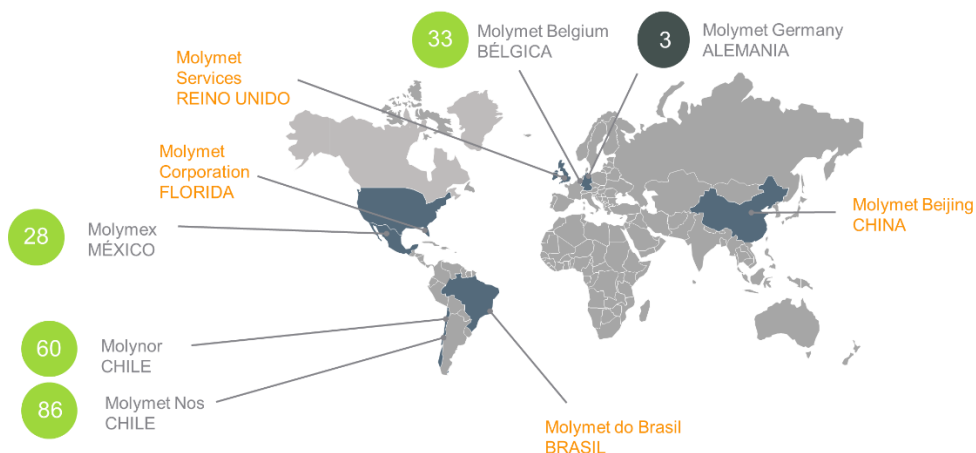 33
Molymet Belgium
BÉLGICA
3
Molymet Germany
ALEMANIA
Molymet
Services
REINO UNIDO
Molymet
Corporation
FLORIDA
28
Molymex
MÉXICO
Molymet Beijing
CHINA
60
Molynor
CHILE
86
Molymet Nos
CHILE
Molymet do Brasil
BRASIL